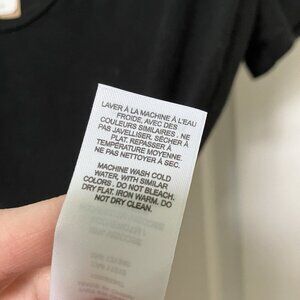 LAVER À LA MACHINE À L'EAU
FROIDE, AVEC DES
COULEURS SIMILAIRES . NE
PAS JAVELLISER. SÉCHER À
PLAT. REPASSER À
TEMPÉRATURE MOYENNE.
NE PAS NETTOYER À SEC.
MACHINE WASH COLD
WATER, WITH SIMILAR
COLORS . DO NOT BLEACH.
DRY FLAT. IRON WARM. DO
NOT DRY CLEAN.